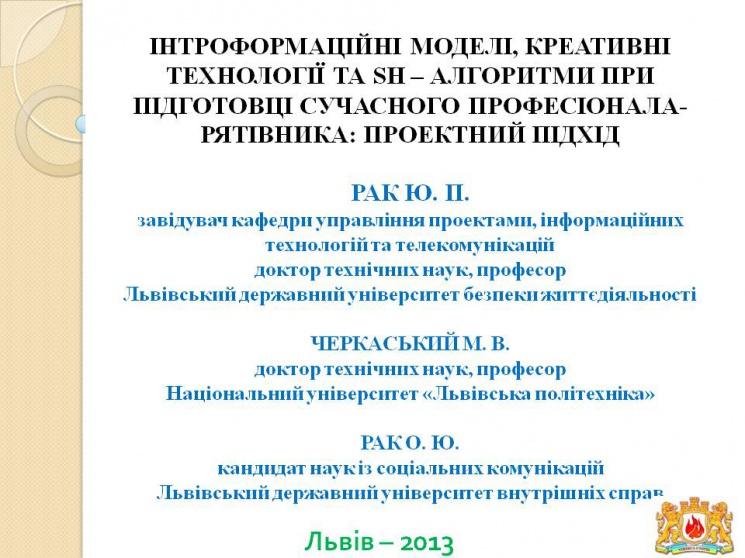 ІНТРОФОРМАЦІЙНІ МОДЕЛІ, КРЕАТИВНІ
ТЕХНОЛОГІЇ ТА SH – АЛГОРИТМИ ПРИ
ПІДГОТОВЦІ СУЧАСНОГО ПРОФЕСІОНАЛА-
РЯТІВНИКА: ПРОЕКТНИЙ ПІДХІД
РАК Ю. П.
завідувач кафедри управління проектами, інформаційних
технологій та телекомунікацій
доктор технічних наук, професор
Львівський державний університет безпеки життєдіяльності
ЧЕРКАСЬКИЙ М. В.
доктор технічних наук, професор
Національний університет «Львівська політехніка»
РАК О. Ю.
кандидат наук із соціальних комунікацій
Львівський державний університет внутрішніх справ
Львів – 2013